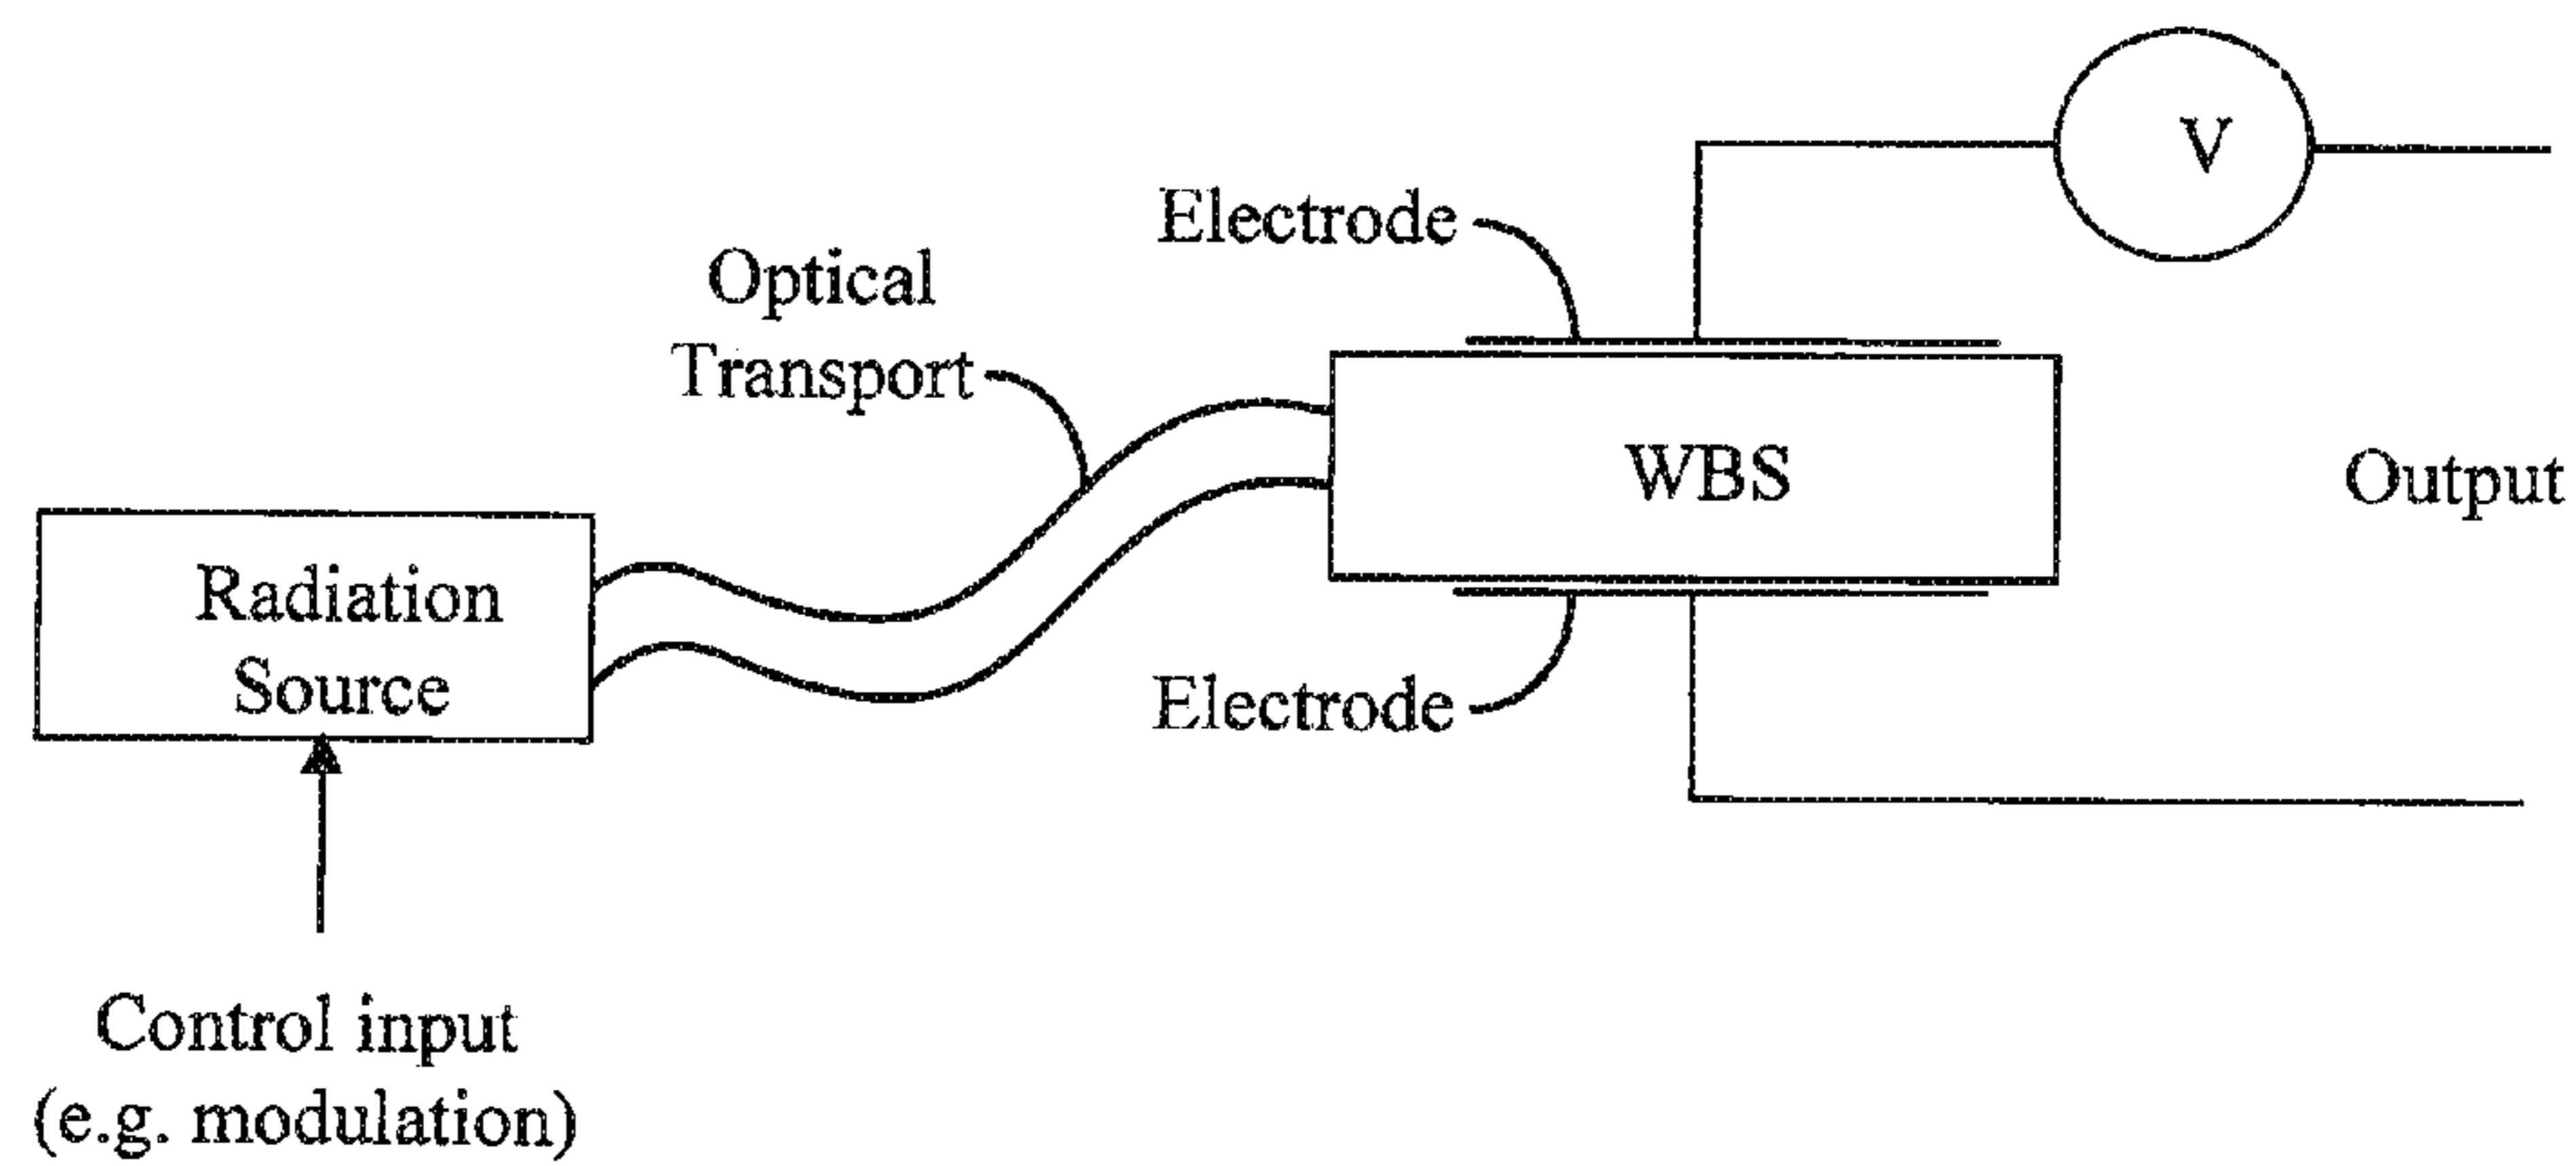 V
Electrode
Optical
Transport
WBS
Output
Radiation
Source
Electrode
Control input
(e.g. modulation)